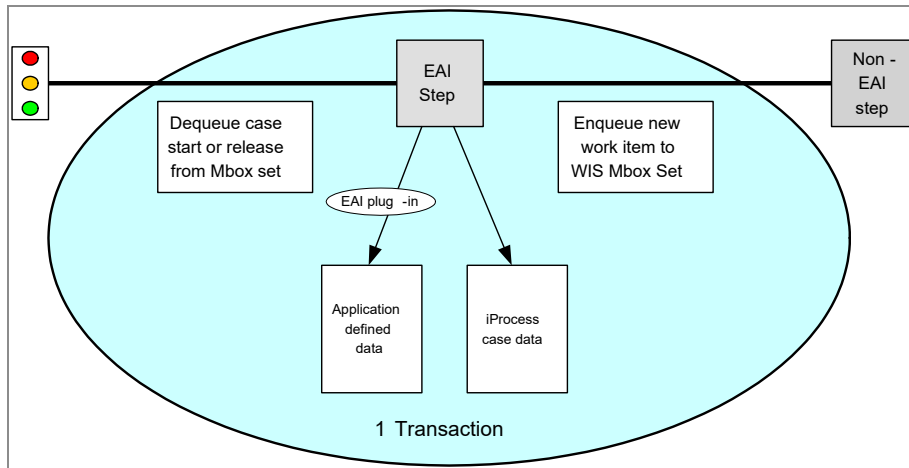 EAI
Step
Non -
EAI
step
Dequeue case
start or release
from Mbox set
Enqueue new
work item to
WIS Mbox Set
EAI plug -in
Application
defined
data
iProcess
case data
1 Transaction